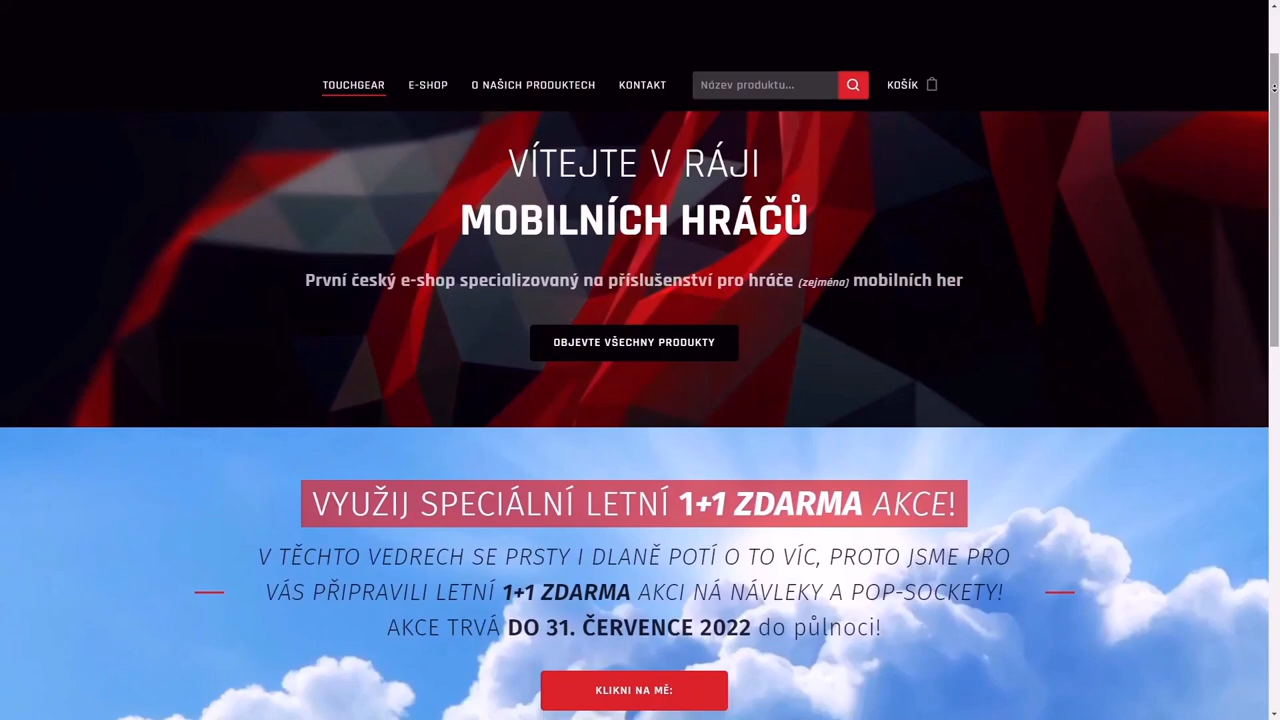 TOUCHGEAR E-SHOP O NAŠICH PRODUKTECH KONTAKT Název produktu... KOŠÍK
VÍTEJTE V RÁJI
MOBILNÍCH HRÁČŮ
První český e-shop specializovaný na příslušenství pro hráče (zejména) mobilních her
OBJEVTE VŠECHNY PRODUKTY
VYUŽIJ SPECIÁLNÍ LETNÍ 1+1 ZDARMA AKCE!
V TĚCHTO VEDRECH SE PRSTY I DLANĚ POTÍ O TO VÍC, PROTO JSME PRO
VÁS PŘIPRAVILI LETNÍ 1+1 ZDARMA AKCI NÁ NÁVLEKY A POP-SOCKETY!
AKCE TRVÁ DO 31. ČERVENCE 2022 do půlnoci!
KLIKNI NA MĚ: